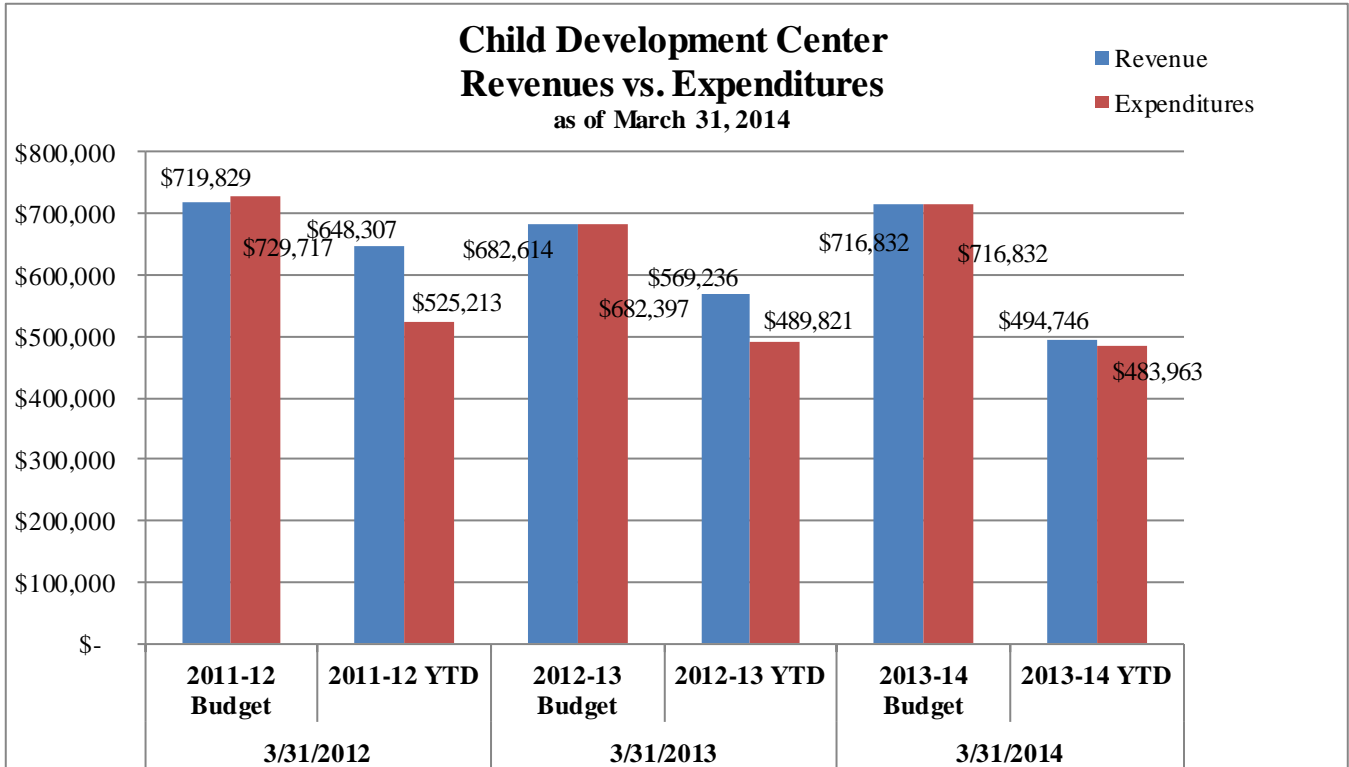 Child Development Center
Revenues vs. Expenditures
as of March 31, 2014
Revenue
Expenditures
$800,000
$700,000
$600,000
$500,000
$400,000
$300,000
$200,000
$100,000
$-
$719,829
$729,717
$648,307
$525,213
$682,614
$682,397
$569,236
$489,821
$716,832
$716,832
$494,746
$483,963
2011-12
Budget
2011-12 YTD
2012-13
Budget
2012-13 YTD
2013-14
Budget
2013-14 YTD
3/31/2012
3/31/2013
3/31/2014